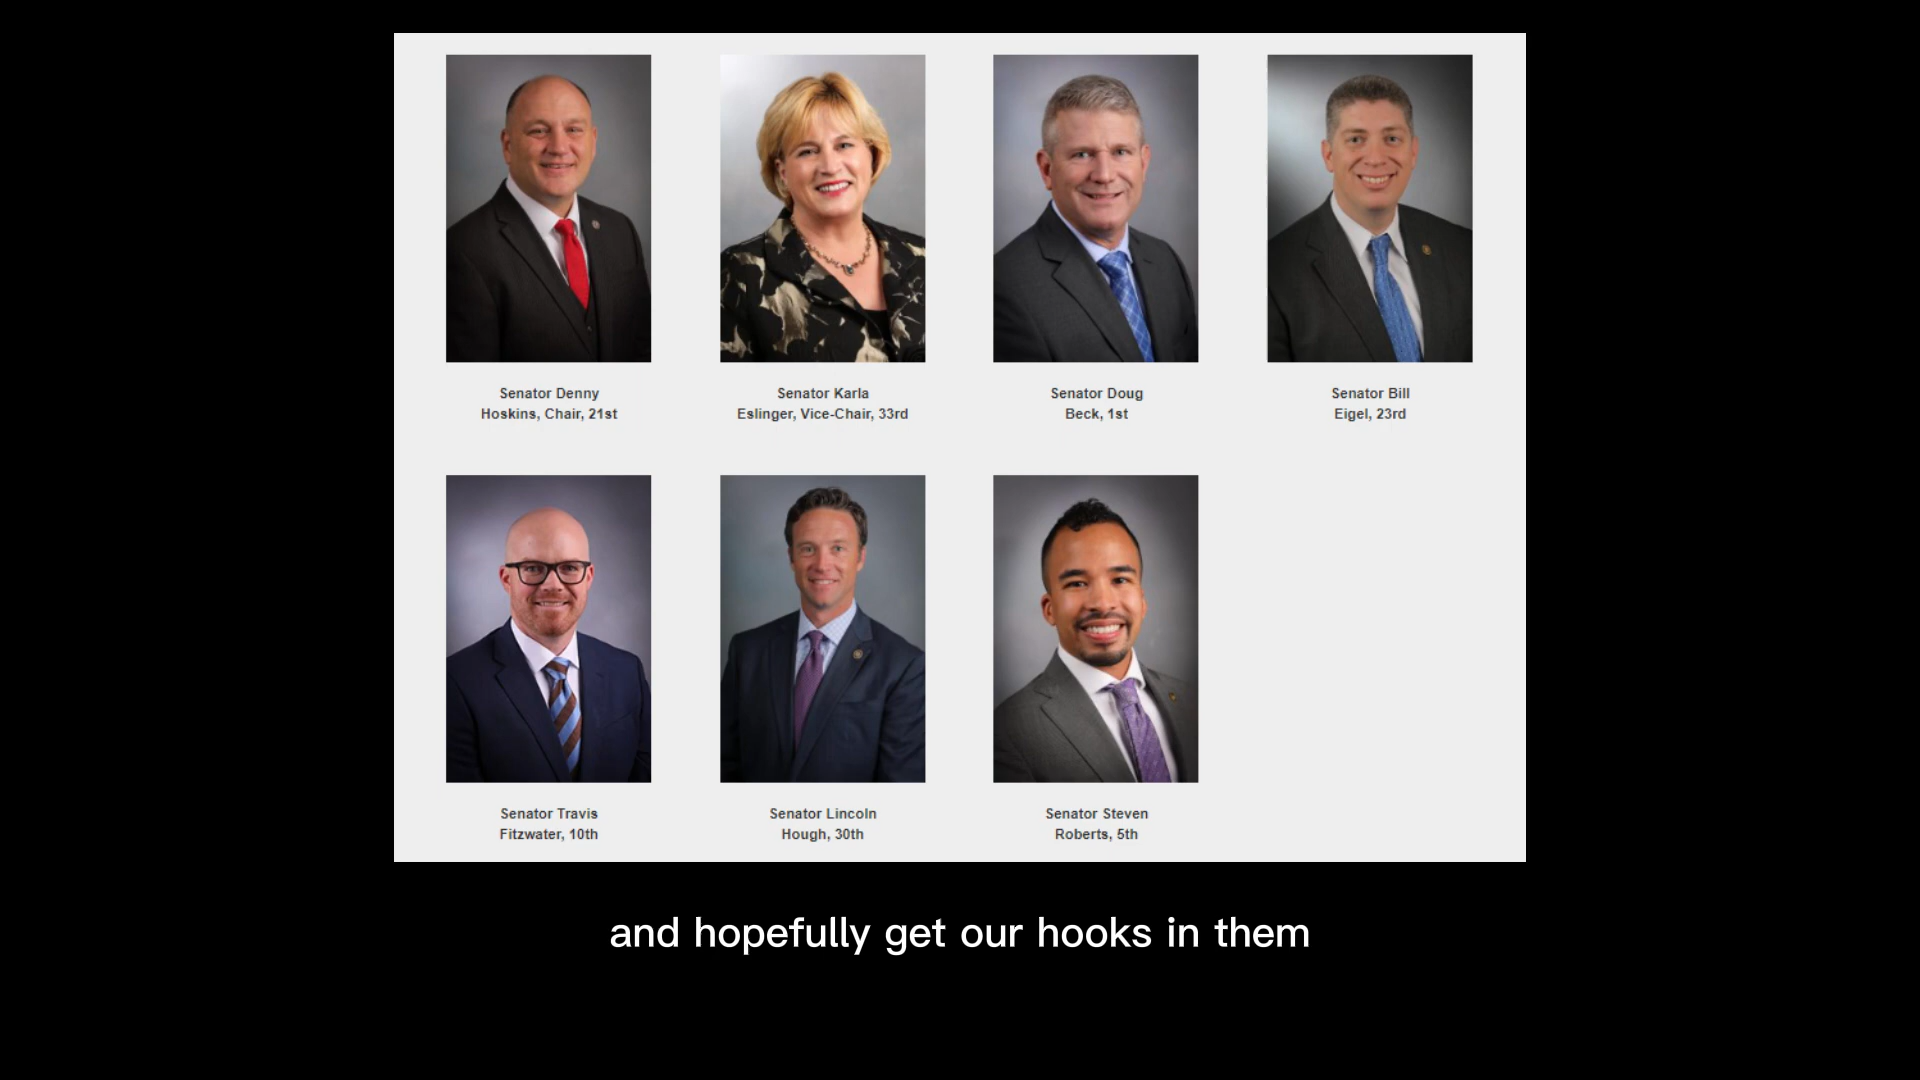 Senator Denny
Hoskins, Chair, 21st
Senator Karla
Eslinger, Vice-Chair, 33rd
Senator Doug
Beck, 1st
Senator Bill
Eigel, 23rd
Senator Travis
Fitzwater, 10th
Senator Lincoln
Hough, 30th
Senator Steven
Roberts, 5th
and hopefully get our hooks in them